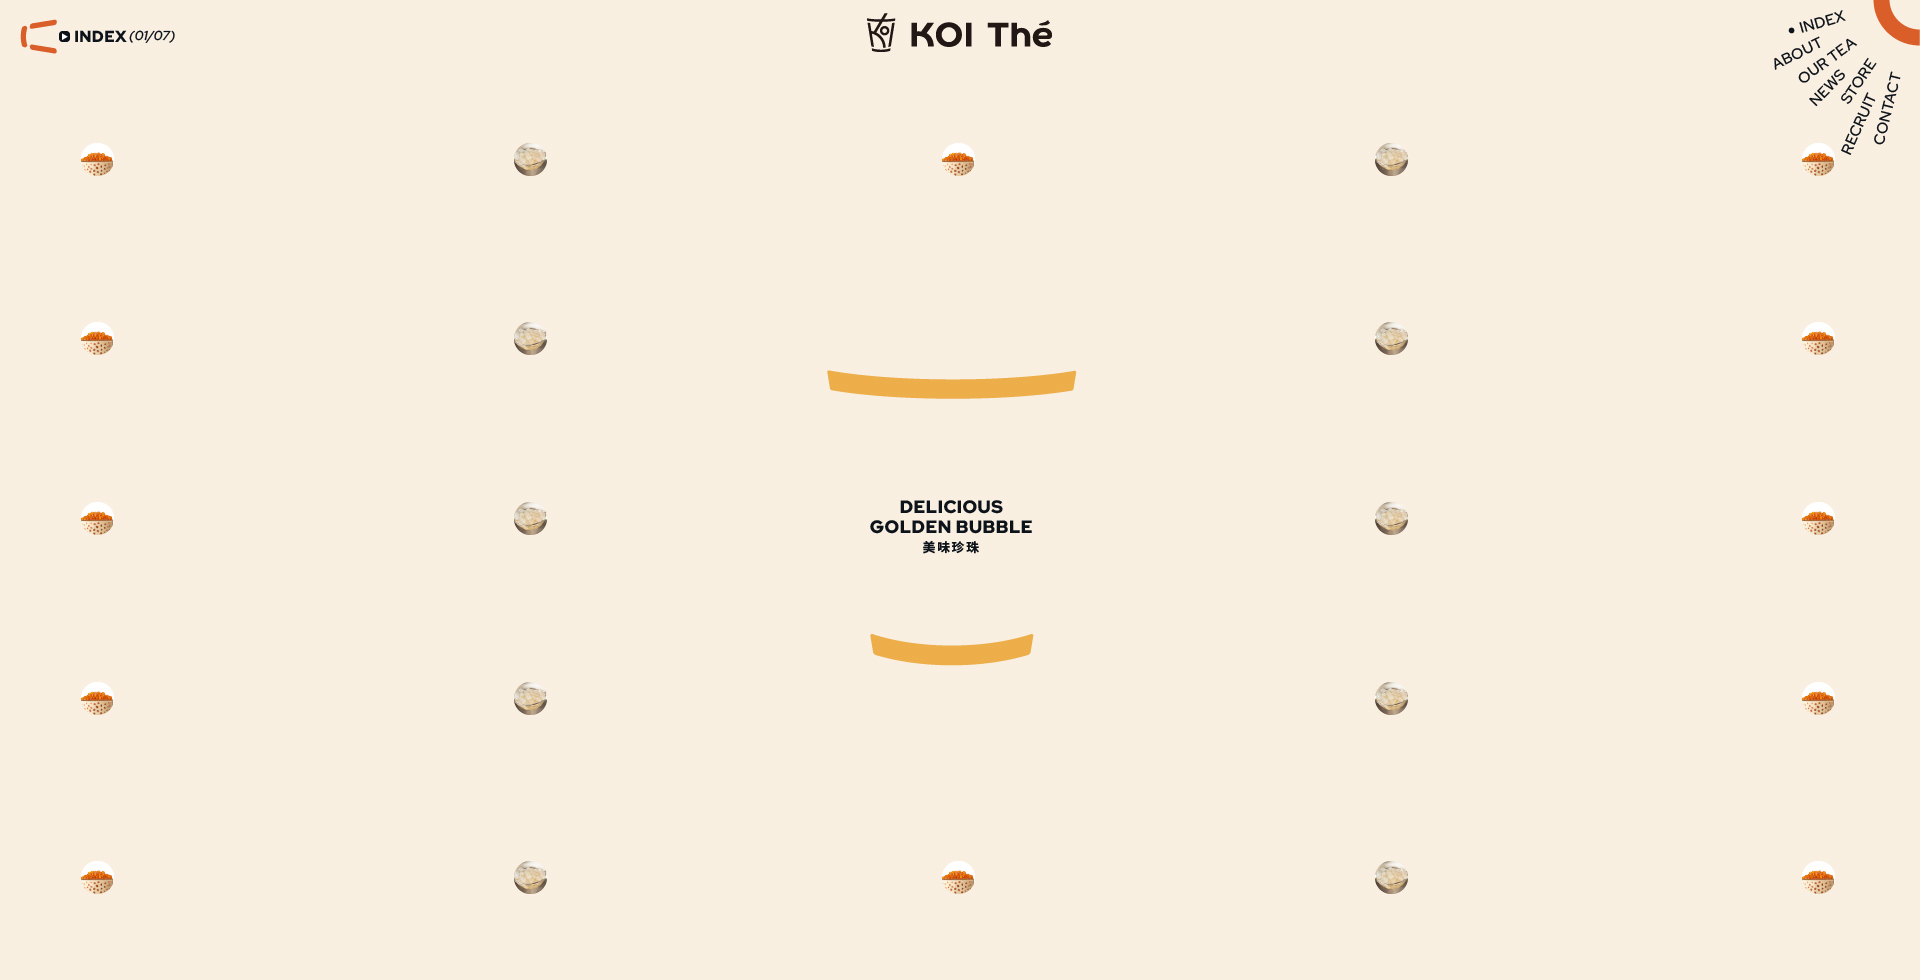 INDEX (01/07)
KOI Thé
• INDEX
ABOUT
OUR TEA
NEWS
STORE
RECRUIT
CONTACT
DELICIOUS
GOLDEN BUBBLE
美味珍珠